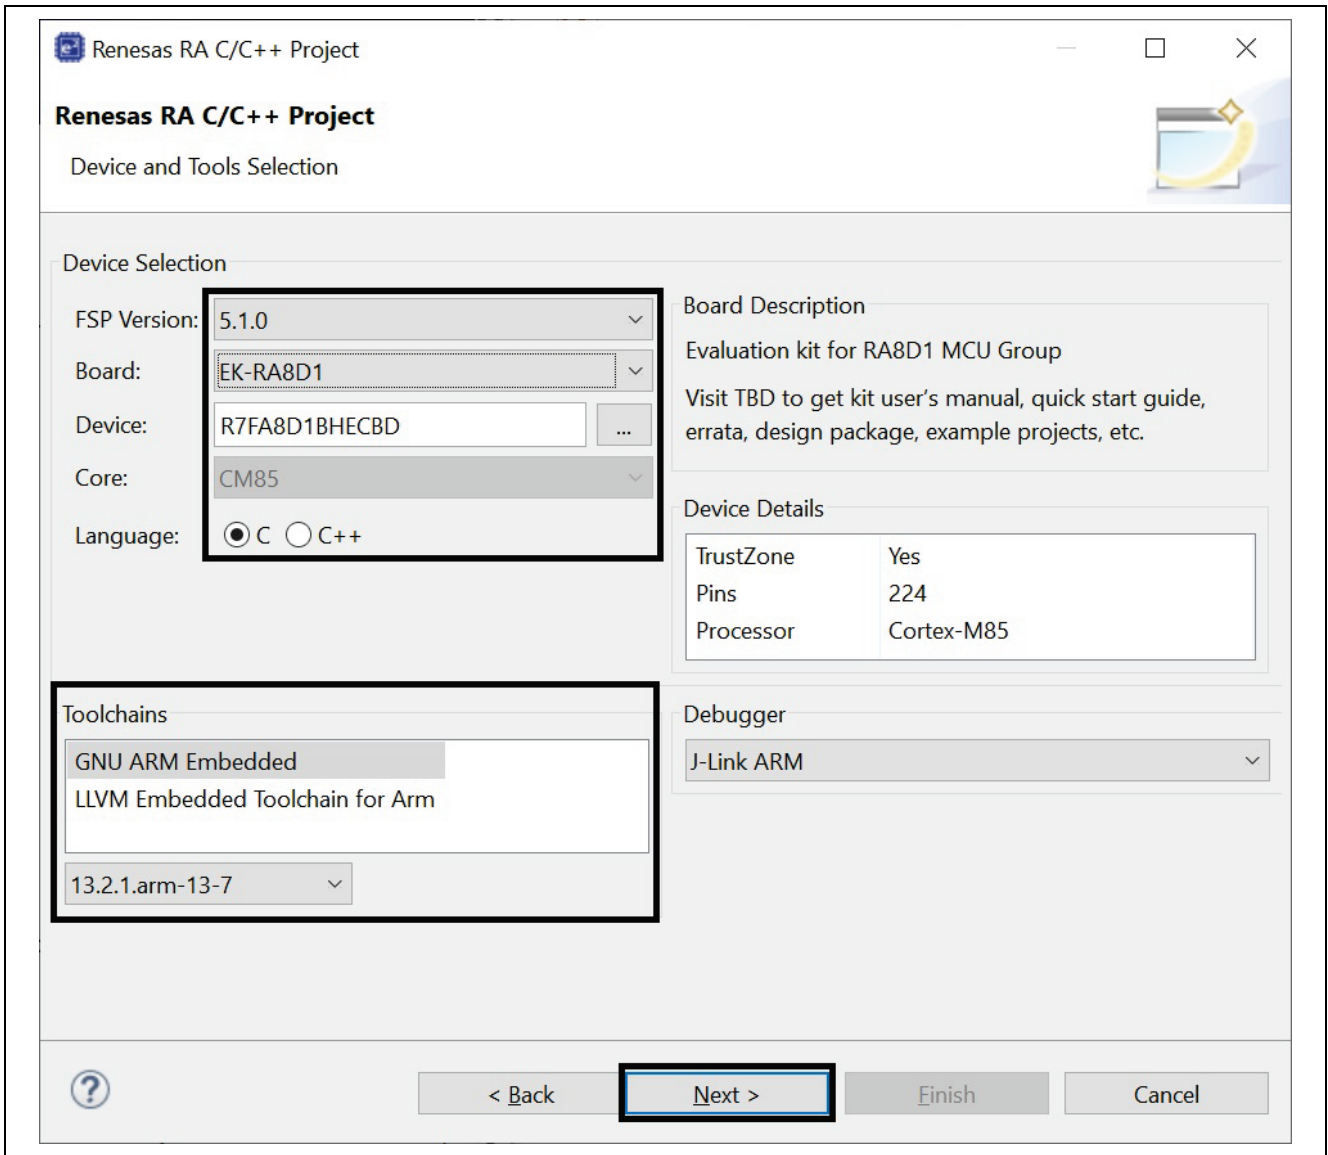 Renesas RA C/C++ Project
Renesas RA C/C++ Project
Device and Tools Selection
Device Selection
FSP Version: 5.1.0
Board: EK-RA8D1
Device: R7FA8D1BHECBD ...
Core: CM85
Language: C C++
Board Description
Evaluation kit for RA8D1 MCU Group
Visit TBD to get kit user's manual, quick start guide,
errata, design package, example projects, etc.
Device Details
TrustZone Yes
Pins 224
Processor Cortex-M85
Toolchains
GNU ARM Embedded
LLVM Embedded Toolchain for Arm
13.2.1.arm-13-7
Debugger
J-Link ARM
? < Back Next > Finish Cancel